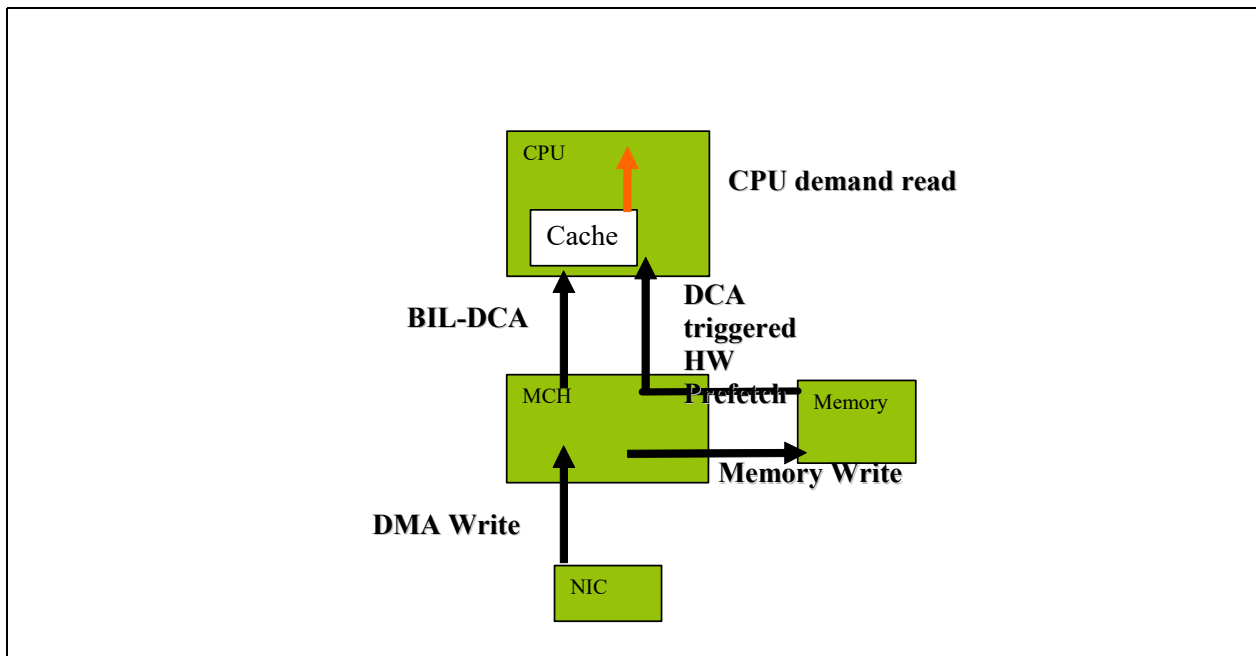 CPU
CPU demand read
Cache
BIL-DCA
DCA
triggered
HW
Prefetch
MCH
Memory
Memory Write
DMA Write
NIC